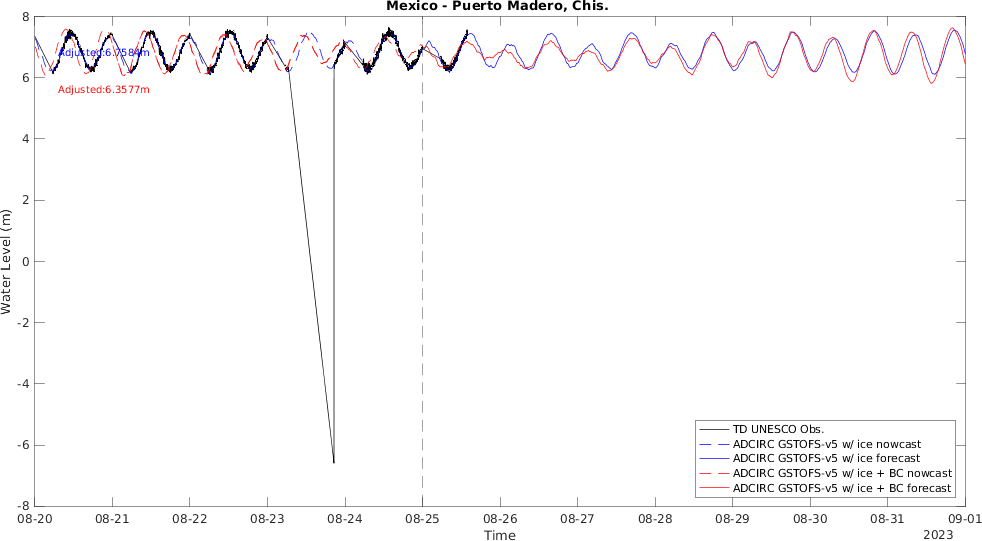 Mexico - Puerto Madero, Chis.
8
6
4
2
0
-2
-4
-6
-8
Water Level (m)
Adjusted:6.7584m
Adjusted:6.3577m
TD UNESCO Obs.
ADCIRC GSTOFS-v5 w/ ice nowcast
ADCIRC GSTOFS-v5 w/ ice forecast
ADCIRC GSTOFS-v5 w/ ice + BC nowcast
ADCIRC GSTOFS-v5 w/ ice + BC forecast
08-20 08-21 08-22 08-23 08-24 08-25 08-26 08-27 08-28 08-29 08-30 08-31 09-01
Time
2023